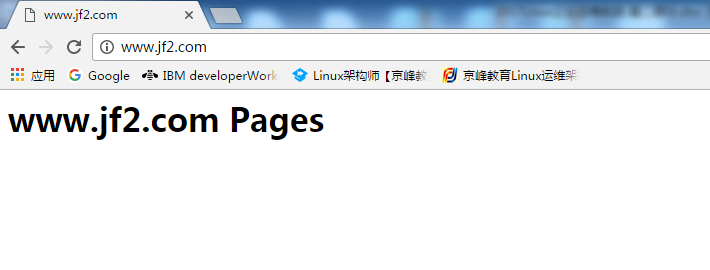 www.jf2.com
www.jf2.com
应用 Google IBM developerWork Linux架构师【京峰教 京峰教育Linux运维架
www.jf2.com Pages